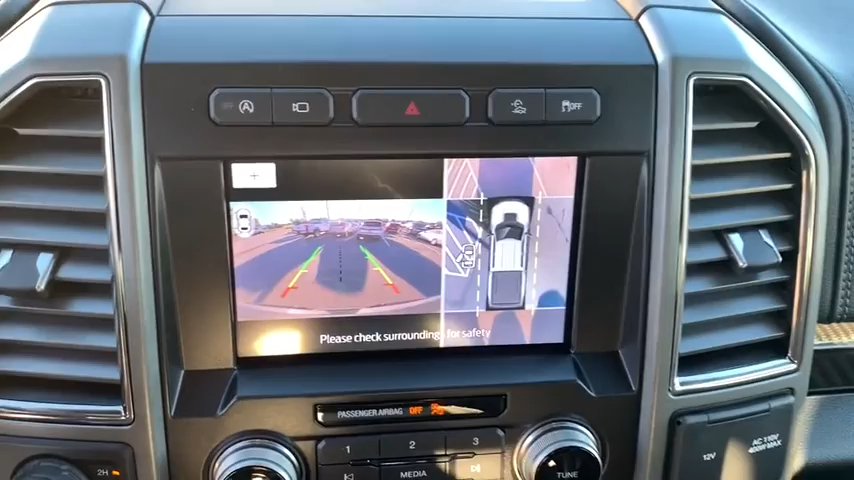 OFF
+
Please check surroundings for safety
PASSENGER AIRBAG OFF
1 2 3
MEDIA
TUNE
2H
12V
AC 110V
400W MAX